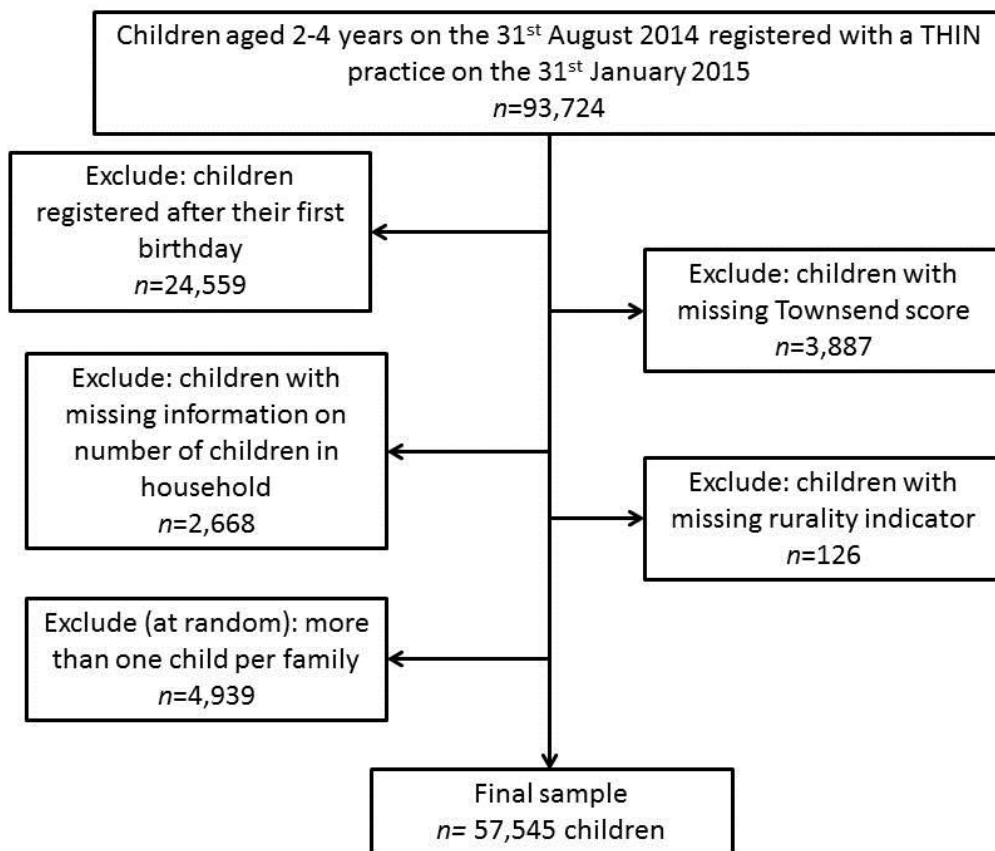 Children aged 2-4 years on the 31st August 2014 registered with a THIN
practice on the 31st January 2015
n=93,724
Exclude: children
registered after their first
birthday
n=24,559
Exclude: children with
missing Townsend score
n=3,887
Exclude: children with
missing information on
number of children in
household
n=2,668
Exclude: children with
missing rurality indicator
n=126
Exclude (at random): more
than one child per family
n=4,939
Final sample
n= 57,545 children